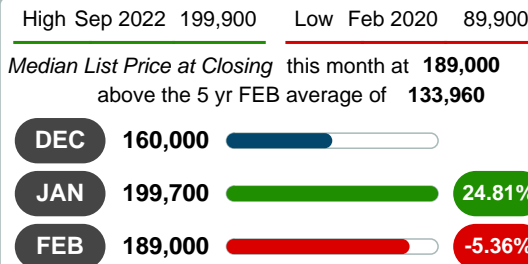 High Sep 2022 199,900 Low Feb 2020 89,900
Median List Price at Closing this month at 189,000
above the 5 yr FEB average of 133,960
DEC 160,000
JAN 199,700 24.81%
FEB 189,000 -5.36%